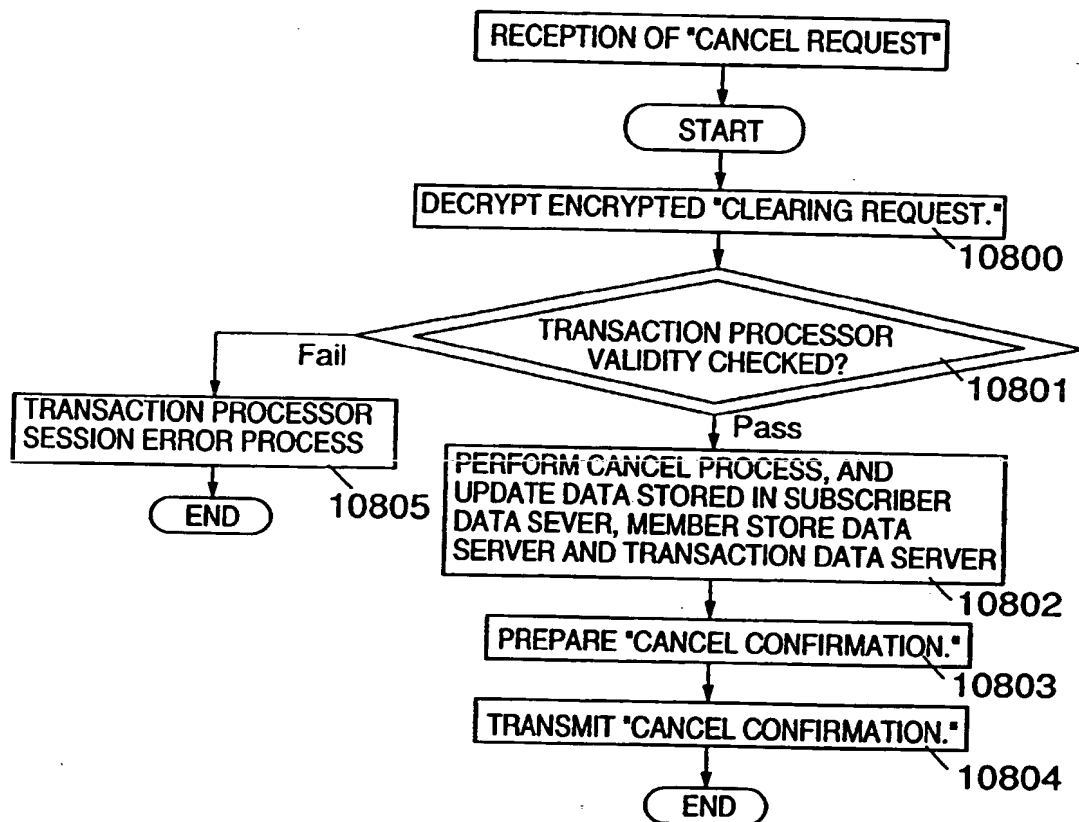 RECEPTION OF "CANCEL REQUEST"
START
DECRYPT ENCRYPTED "CLEARING REQUEST."
10800
TRANSACTION PROCESSOR
VALIDITY CHECKED?
10801
Fail
Pass
TRANSACTION PROCESSOR
SESSION ERROR PROCESS
10805
END
PERFORM CANCEL PROCESS, AND
UPDATE DATA STORED IN SUBSCRIBER
DATA SEVER, MEMBER STORE DATA
SERVER AND TRANSACTION DATA SERVER
10802
PREPARE "CANCEL CONFIRMATION."
10803
TRANSMIT "CANCEL CONFIRMATION."
10804
END